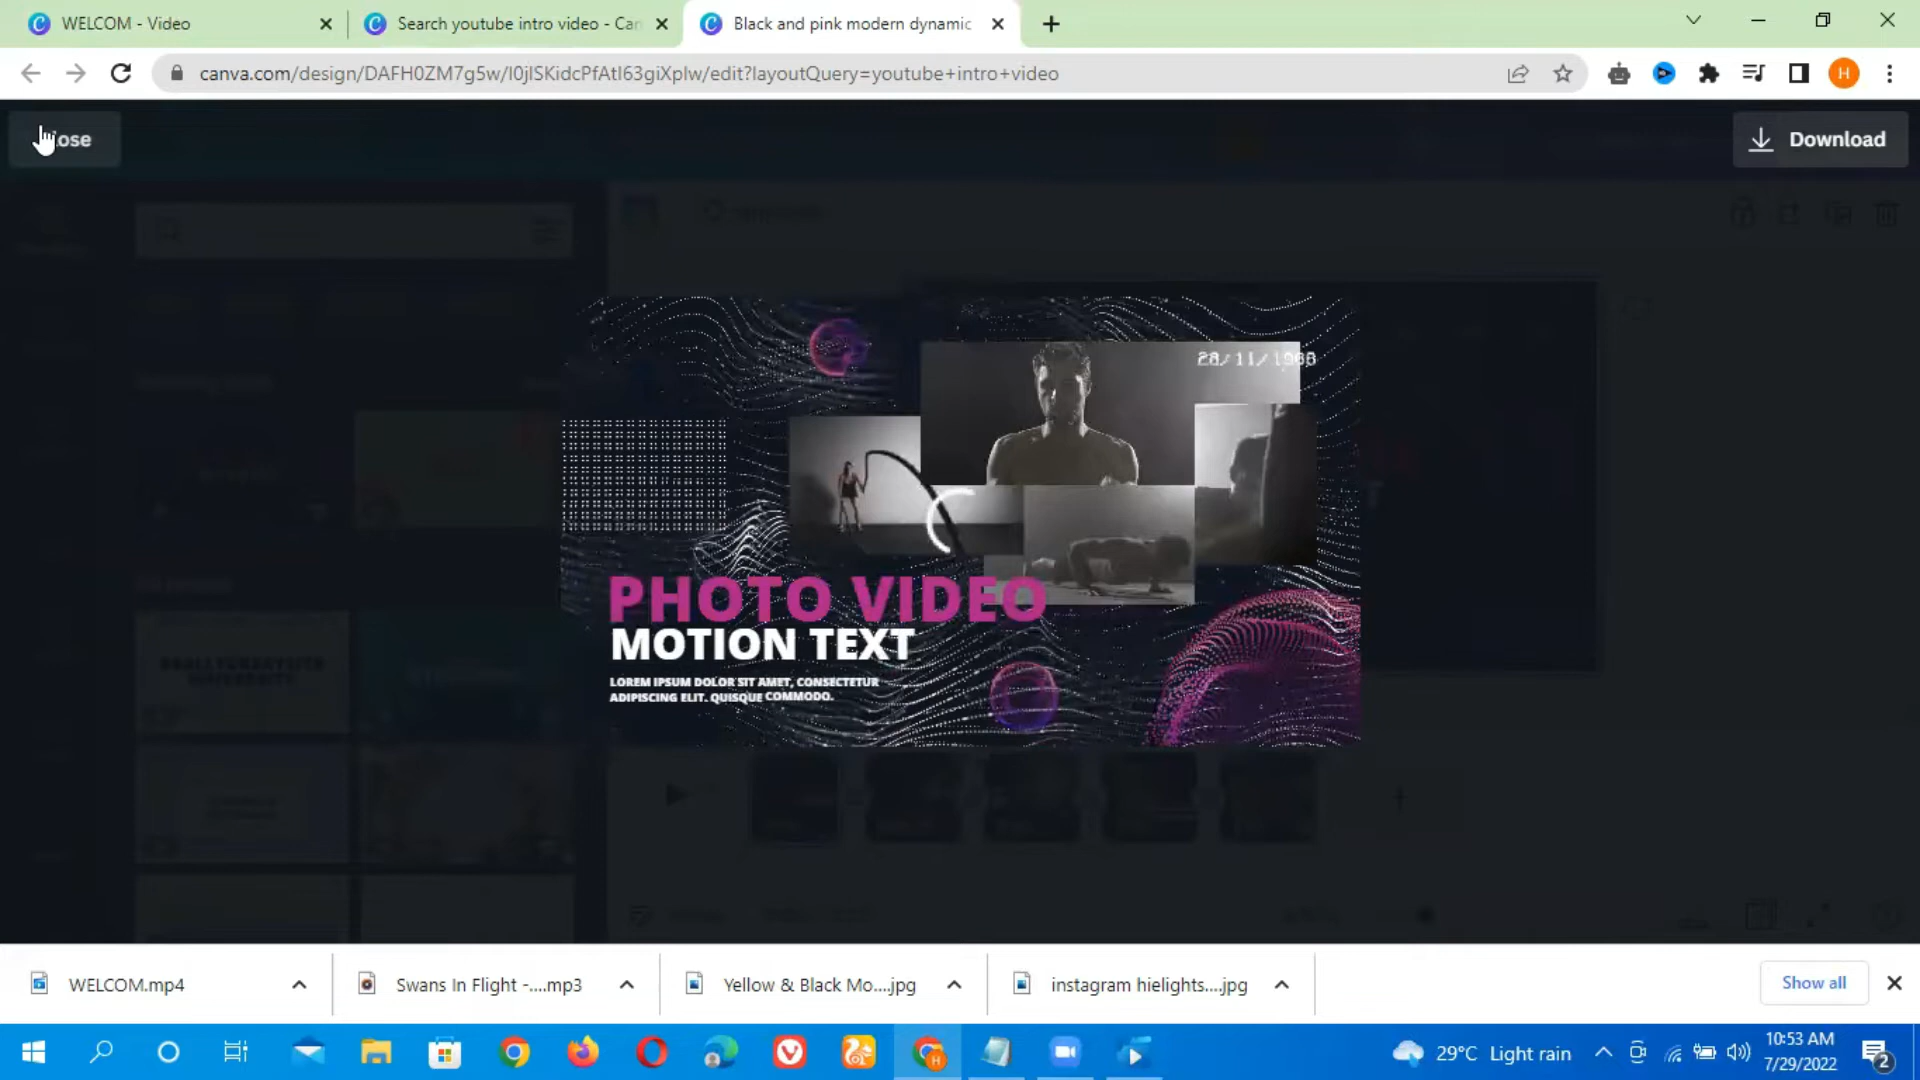 WELCOM - Video
Search youtube intro video - Can
Black and pink modern dynamic
canva.com/design/DAFH0ZM7g5w/I0jlSKidcPfAtI63giXpIw/edit?layoutQuery=youtube+intro+video
H
ose
Download
28/11/1968
PHOTO VIDEO
MOTION TEXT
LOREM IPSUM DOLOR SIT AMET, CONSECTETUR
ADIPISCING ELIT. QUISQUE COMMODO.
WELCOM.mp4
Swans In Flight -....mp3
Yellow & Black Mo....jpg
instagram hielights....jpg
Show all
29°C Light rain
10:53 AM
7/29/2022
2